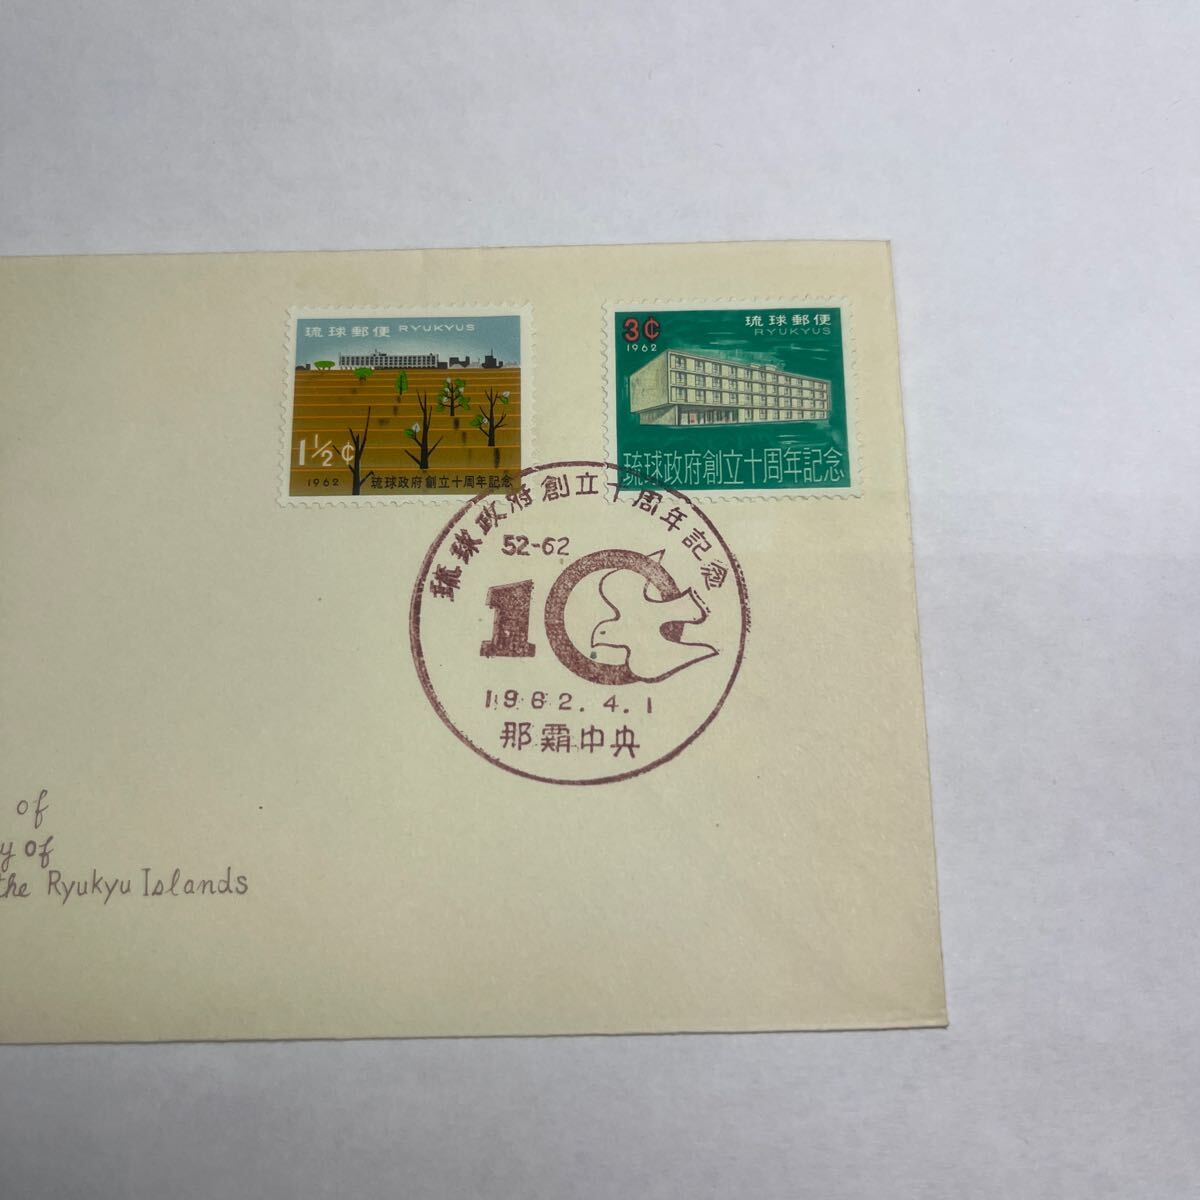 琉球郵便 RYUKYUS
1½¢
1962 琉球政府創立十周年記念
3¢ 琉球郵便
1962 RYUKYUS
琉球政府創立十周年記念
琉球政府創立十周年記念
52-62
10
1962.4.1
那覇中央
of
y of
the Ryukyu Islands